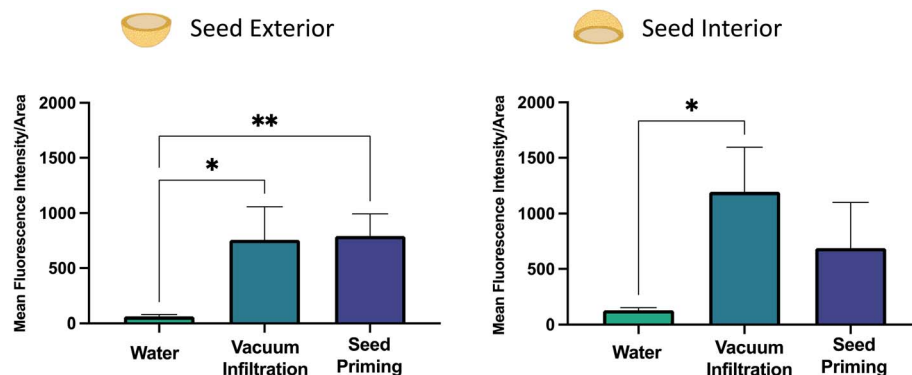 Seed Exterior
Mean Fluorescence Intensity/Area
2000
1500
1000
500
0
**
*
Water
Vacuum
Infiltration
Seed
Priming
Seed Interior
Mean Fluorescence Intensity/Area
2000
1500
1000
500
0
*
Water
Vacuum
Infiltration
Seed
Priming